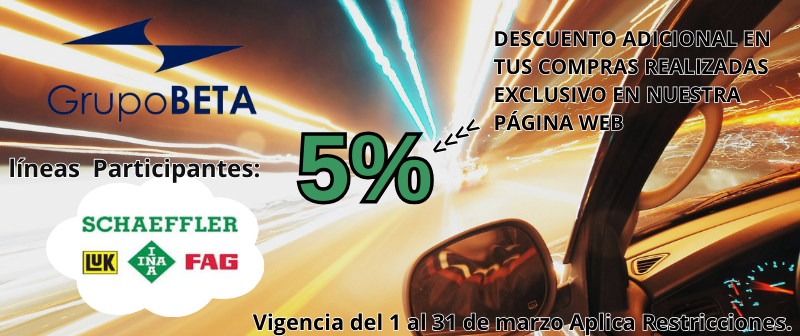 GrupoBETA
DESCUENTO ADICIONAL EN
TUS COMPRAS REALIZADAS
EXCLUSIVO EN NUESTRA
PÁGINA WEB
5%
líneas Participantes:
SCHAEFFLER
LUK
INA
INA
FAG
Vigencia del 1 al 31 de marzo Aplica Restricciones.